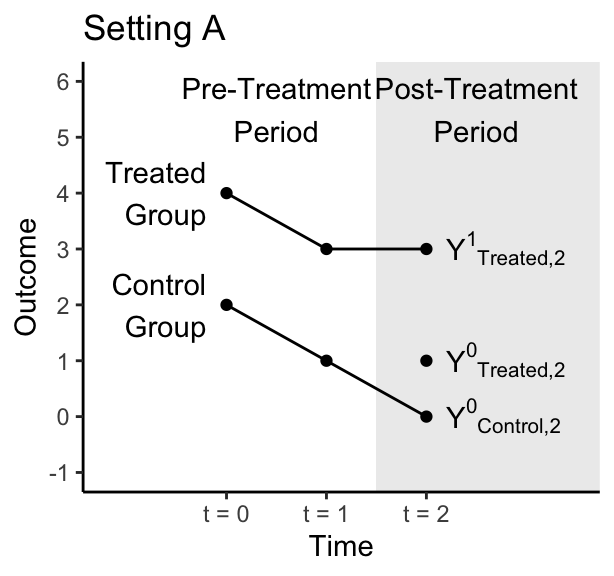 Setting A
Pre-Treatment Post-Treatment
Period Period
Treated
Group
Control
Group
Y¹Treated,2
Y⁰Treated,2
Y⁰Control,2
Outcome
6
5
4
3
2
1
0
-1
t = 0 t = 1 t = 2
Time